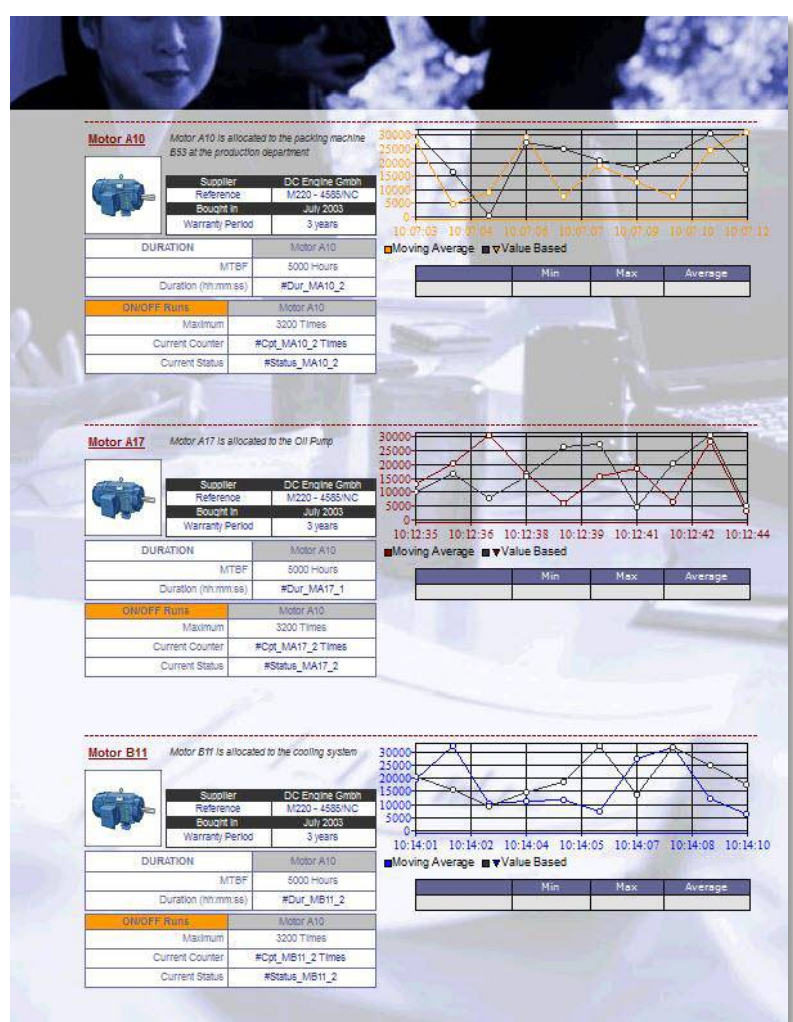 Motor A10
Motor A10 is allocated to the packing machine
B53 at the production department
Supplier DC Engine Gmbh
Reference M220 - 4585/NC
Bought In July 2003
Warranty Period 3 years
DURATION Motor A10
MTBF 5000 Hours
Duration (hh:mm:ss) #Dur_MA10_2
ON/OFF Runs Motor A10
Maximum 3200 Times
Current Counter #Cpt_MA10_2 Times
Current Status #Status_MA10_2
30000
25000
20000
15000
10000
5000
0
10:07:03 10:07:04 10:07:06 10:07:07 10:07:09 10:07:10 10:07:12
Moving Average Value Based
Min Max Average
Motor A17
Motor A17 is allocated to the Oil Pump
Supplier DC Engine Gmbh
Reference M220 - 4585/NC
Bought In July 2003
Warranty Period 3 years
DURATION Motor A10
MTBF 5000 Hours
Duration (hh:mm:ss) #Dur_MA17_1
ON/OFF Runs Motor A10
Maximum 3200 Times
Current Counter #Cpt_MA17_2 Times
Current Status #Status_MA17_2
30000
25000
20000
15000
10000
5000
0
10:12:35 10:12:36 10:12:38 10:12:39 10:12:41 10:12:42 10:12:44
Moving Average Value Based
Min Max Average
Motor B11
Motor B11 is allocated to the cooling system
Supplier DC Engine Gmbh
Reference M220 - 4585/NC
Bought In July 2003
Warranty Period 3 years
DURATION Motor A10
MTBF 5000 Hours
Duration (hh:mm:ss) #Dur_MB11_2
ON/OFF Runs Motor A10
Maximum 3200 Times
Current Counter #Cpt_MB11_2 Times
Current Status #Status_MB11_2
30000
25000
20000
15000
10000
5000
0
10:14:01 10:14:02 10:14:04 10:14:05 10:14:07 10:14:08 10:14:10
Moving Average Value Based
Min Max Average